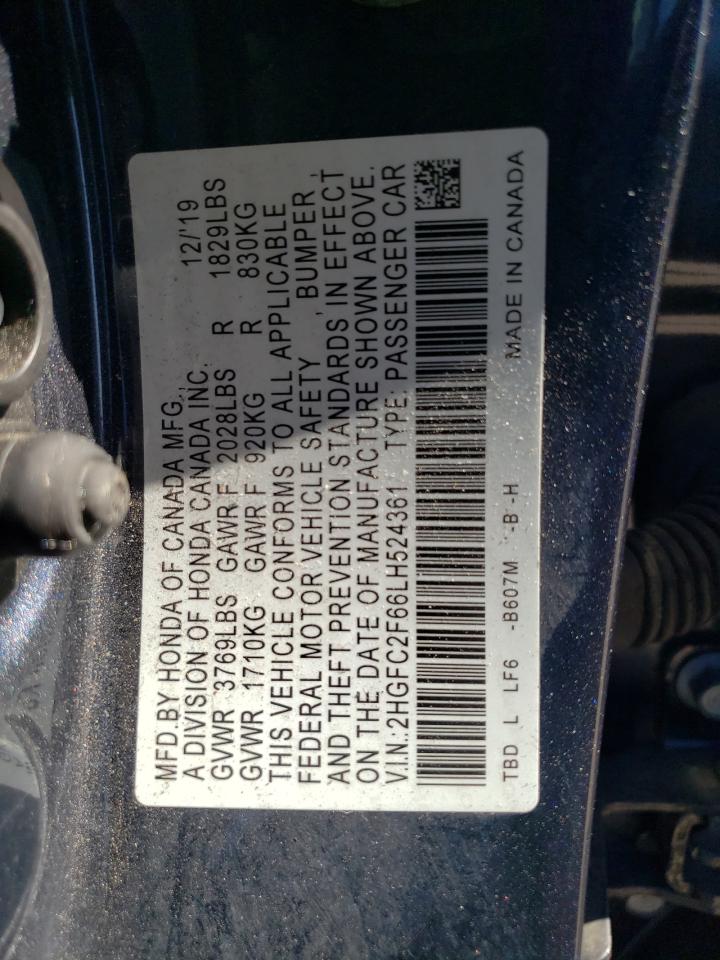 MFD.BY HONDA OF CANADA MFG., 12/'19
A DIVISION OF HONDA CANADA INC.
GVWR 3769LBS GAWR F 2028LBS R 1829LBS
GVWR 1710KG GAWR F 920KG R 830KG
THIS VEHICLE CONFORMS TO ALL APPLICABLE
FEDERAL MOTOR VEHICLE SAFETY , BUMPER ,
AND THEFT PREVENTION STANDARDS IN EFFECT
ON THE DATE OF MANUFACTURE SHOWN ABOVE.
V.I.N.:2HGFC2F66LH524361 TYPE: PASSENGER CAR
TBD L LF6 -B607M -B -H MADE IN CANADA